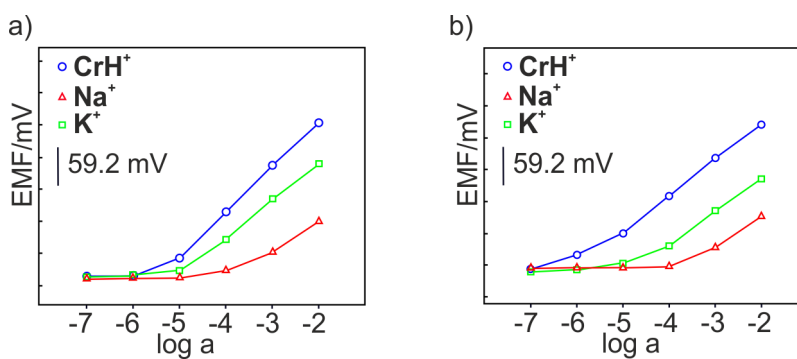 a)
EMF/mV
CrH⁺
Na⁺
K⁺
59.2 mV
-7 -6 -5 -4 -3 -2
log a
b)
EMF/mV
CrH⁺
Na⁺
K⁺
59.2 mV
-7 -6 -5 -4 -3 -2
log a